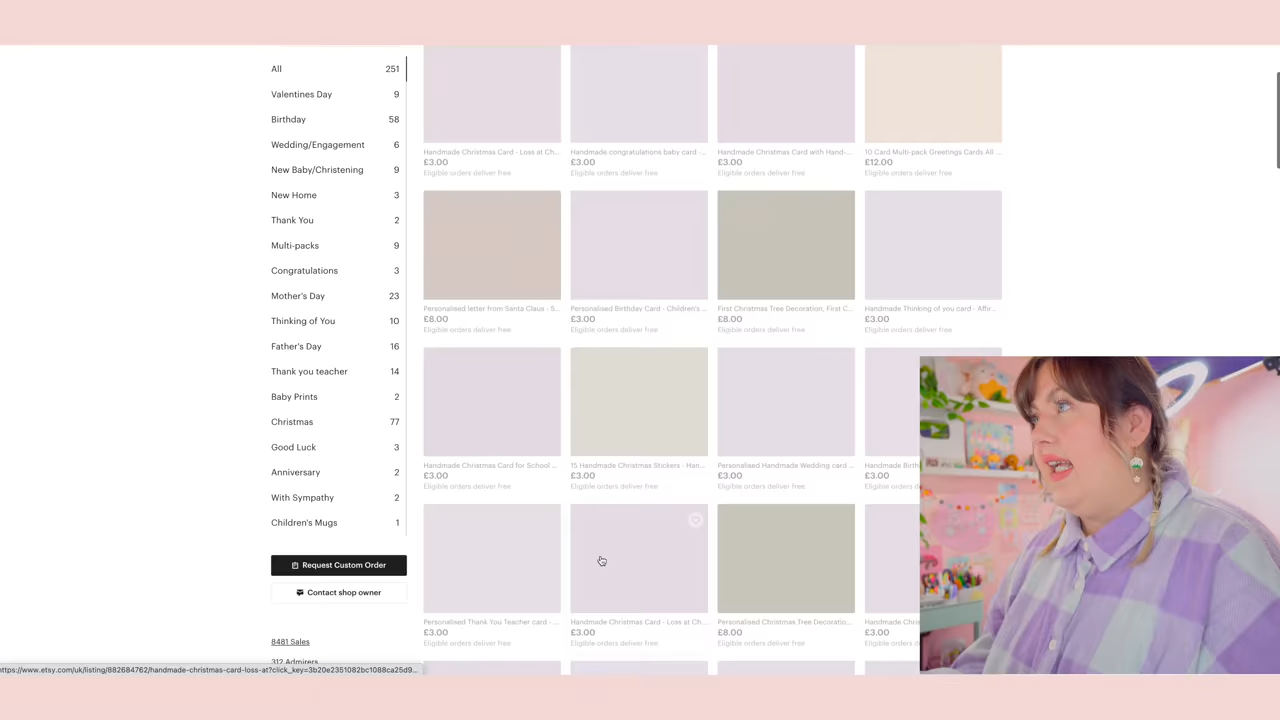 All 251
Valentines Day 9
Birthday 58
Wedding/Engagement 6
New Baby/Christening 9
New Home 3
Thank You 2
Multi-packs 9
Congratulations 3
Mother's Day 23
Thinking of You 10
Father's Day 16
Thank you teacher 14
Baby Prints 2
Christmas 77
Good Luck 3
Anniversary 2
With Sympathy 2
Children's Mugs 1
Request Custom Order
Contact shop owner
8481 Sales
312 Admirers
Handmade Christmas Card - Loss at Ch...
£3.00
Eligible orders deliver free
Handmade congratulations baby card -...
£3.00
Eligible orders deliver free
Handmade Christmas Card with Hand-...
£3.00
Eligible orders deliver free
10 Card Multi-pack Greetings Cards All ...
£12.00
Eligible orders deliver free
Personalised letter from Santa Claus - S...
£8.00
Eligible orders deliver free
Personalised Birthday Card - Children's ...
£3.00
Eligible orders deliver free
First Christmas Tree Decoration, First C...
£8.00
Eligible orders deliver free
Handmade Thinking of you card - Affir...
£3.00
Eligible orders deliver free
Handmade Christmas Card for School ...
£3.00
Eligible orders deliver free
15 Handmade Christmas Stickers - Han...
£3.00
Eligible orders deliver free
Personalised Handmade Wedding card ...
£3.00
Eligible orders deliver free
Handmade Birth
£3.00
Eligible orders d
Personalised Thank You Teacher card - ...
£3.00
Eligible orders deliver free
Handmade Christmas Card - Loss at Ch...
£3.00
Eligible orders deliver free
Personalised Christmas Tree Decoratio...
£8.00
Eligible orders deliver free
Handmade Chri
£3.00
Eligible orders d
https://www.etsy.com/uk/listing/882684762/handmade-christmas-card-loss-at?click_key=3b20e2351082bc1088ca25d9...